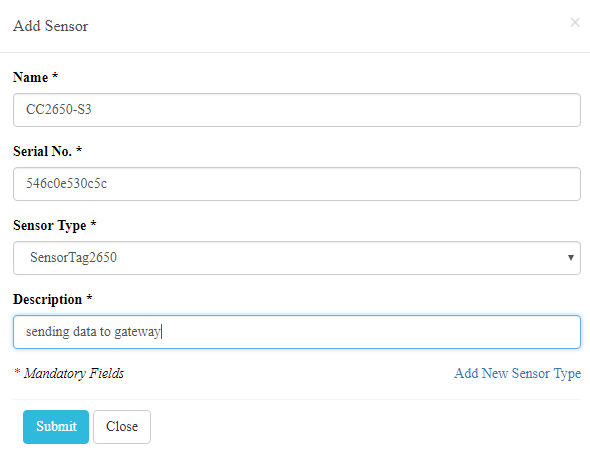 Add Sensor ×
Name *
CC2650-S3
Serial No. *
546c0e530c5c
Sensor Type *
SensorTag2650
Description *
sending data to gateway
* Mandatory Fields Add New Sensor Type
Submit Close